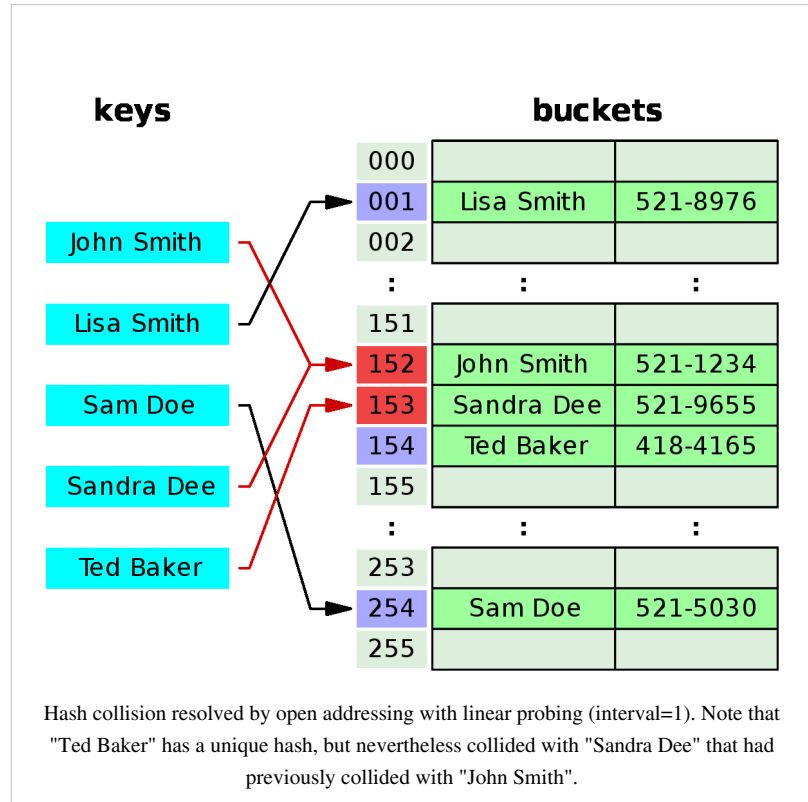 keys
buckets
000
001 Lisa Smith 521-8976
John Smith
002
: : :
Lisa Smith
151
152 John Smith 521-1234
Sam Doe
153 Sandra Dee 521-9655
154 Ted Baker 418-4165
Sandra Dee
155
: : :
Ted Baker
253
254 Sam Doe 521-5030
255
Hash collision resolved by open addressing with linear probing (interval=1). Note that
"Ted Baker" has a unique hash, but nevertheless collided with "Sandra Dee" that had
previously collided with "John Smith".